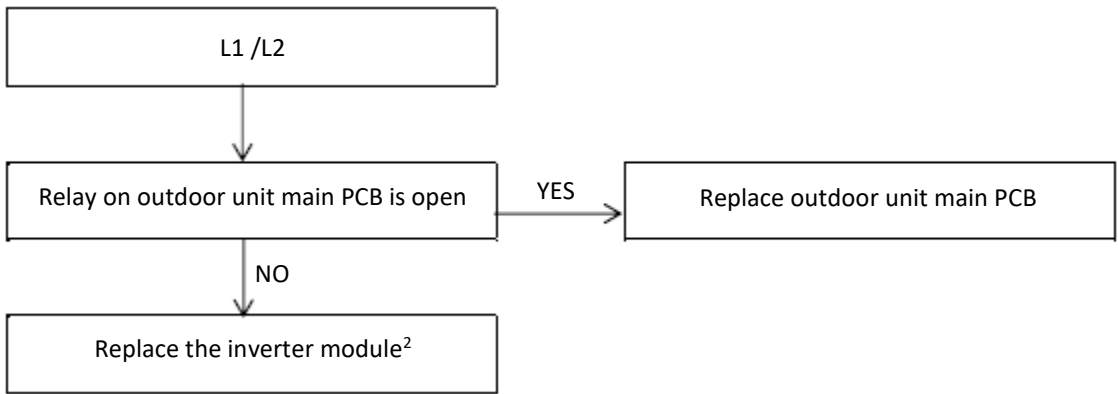 L1 /L2
Relay on outdoor unit main PCB is open
YES
Replace outdoor unit main PCB
NO
Replace the inverter module²